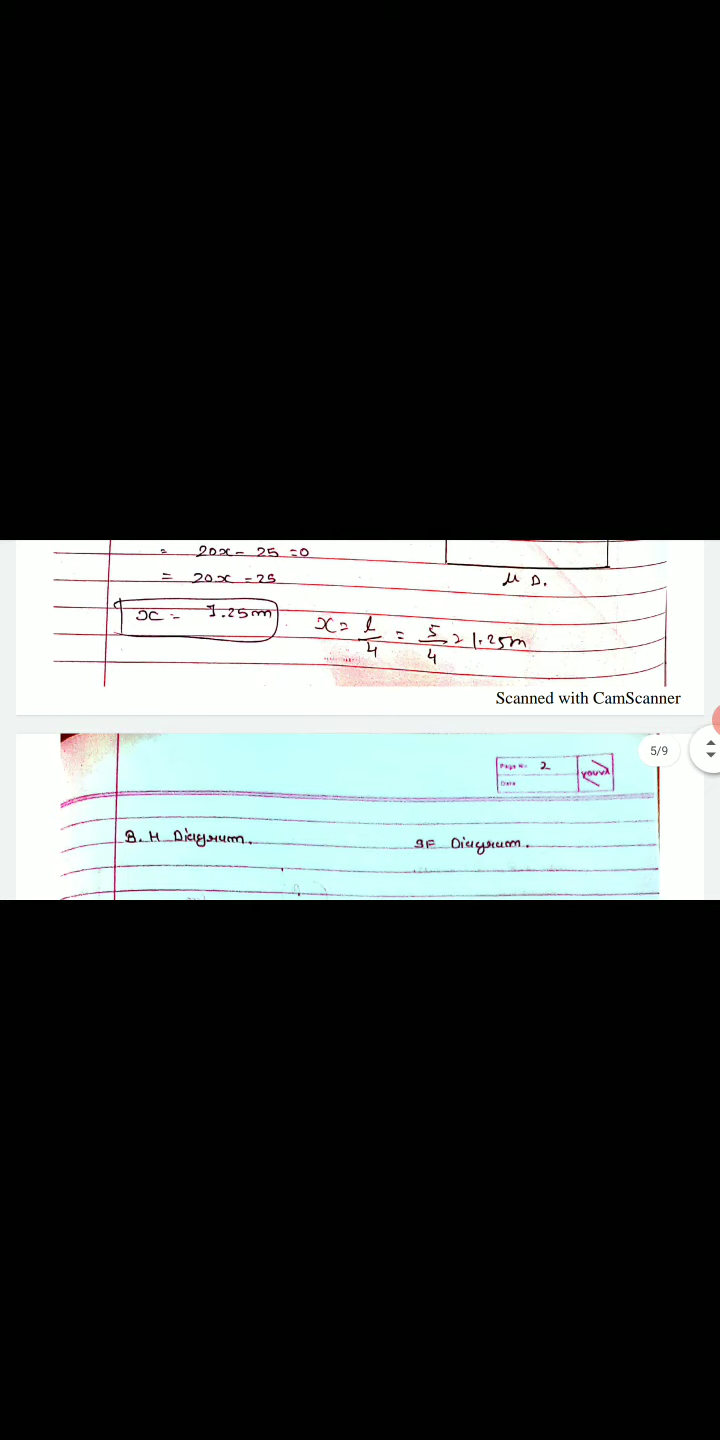 = 20x - 25 = 0
= 20x - 25
μ D.
x = 1.25m
x = l/4 = 5/4 = 1.25m
Scanned with CamScanner
5/9
Page No. 2
Date
YOUVA
B. M Diagram.
SF Diagram.